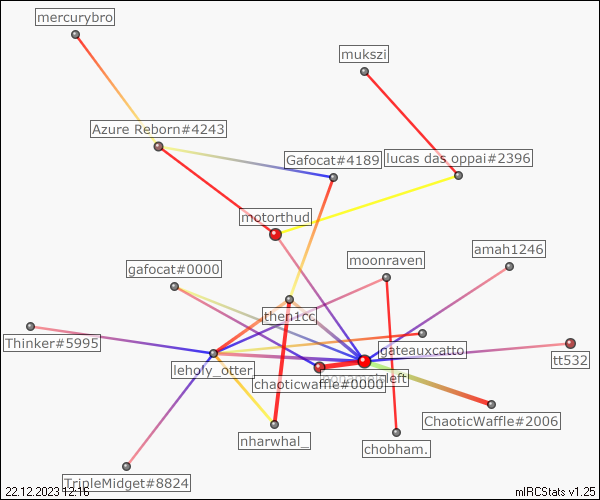 mercurybro
mukszi
Azure Reborn#4243
Gafocat#4189
lucas das oppai#2396
motorthud
moonraven
amah1246
gafocat#0000
then1cc
Thinker#5995
gateauxcatto
tt532
leholy_otter
chaoticwaffle#0000
left
ChaoticWaffle#2006
nharwhal_
chobham.
TripleMidget#8824
22.12.2023 12:16
mIRCStats v1.25